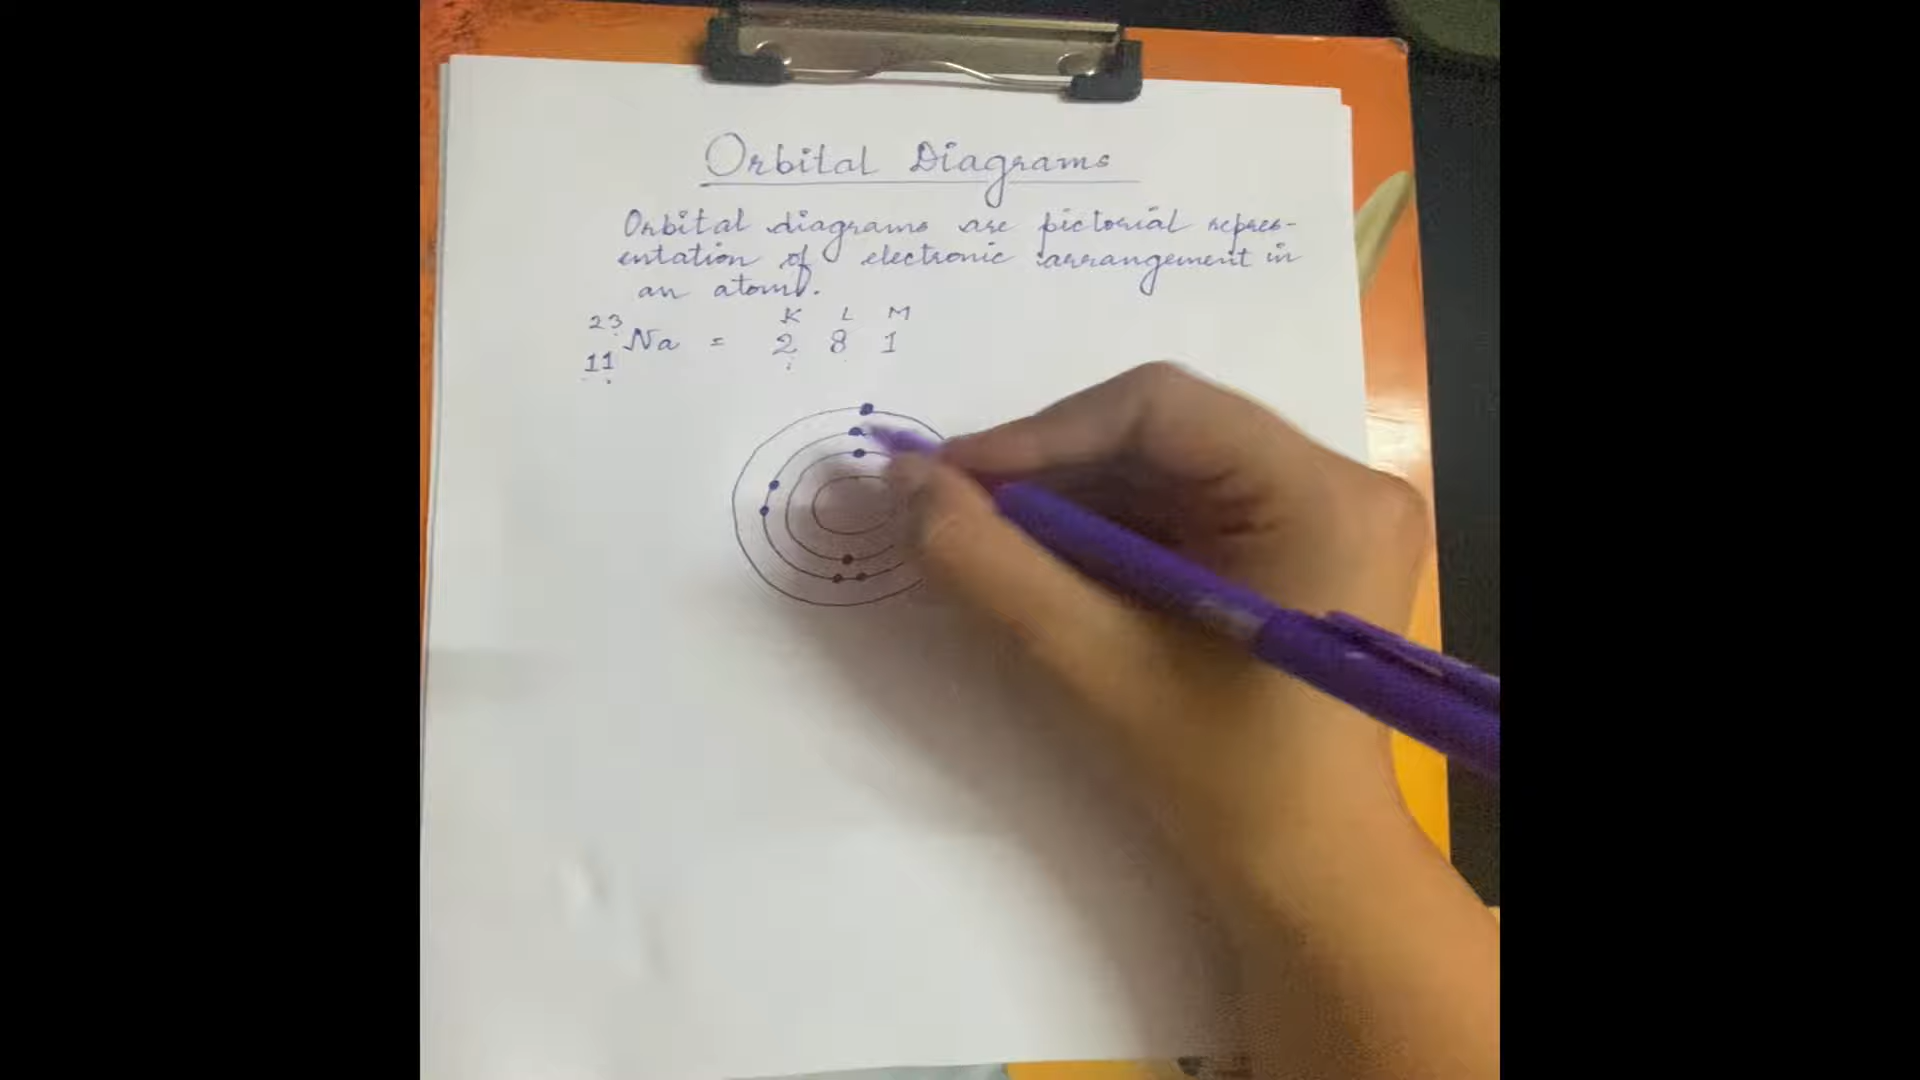 Orbital Diagrams
Orbital diagrams are pictorial repres-
entation of electronic arrangement in
an atom.
K L M
23
Na = 2 8 1
11